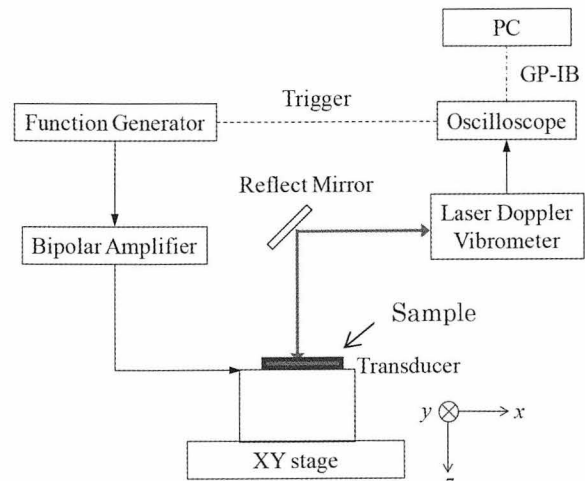 PC
GP-IB
Trigger
Function Generator
Oscilloscope
Reflect Mirror
Laser Doppler
Vibrometer
Bipolar Amplifier
Sample
Transducer
y
x
XY stage
z